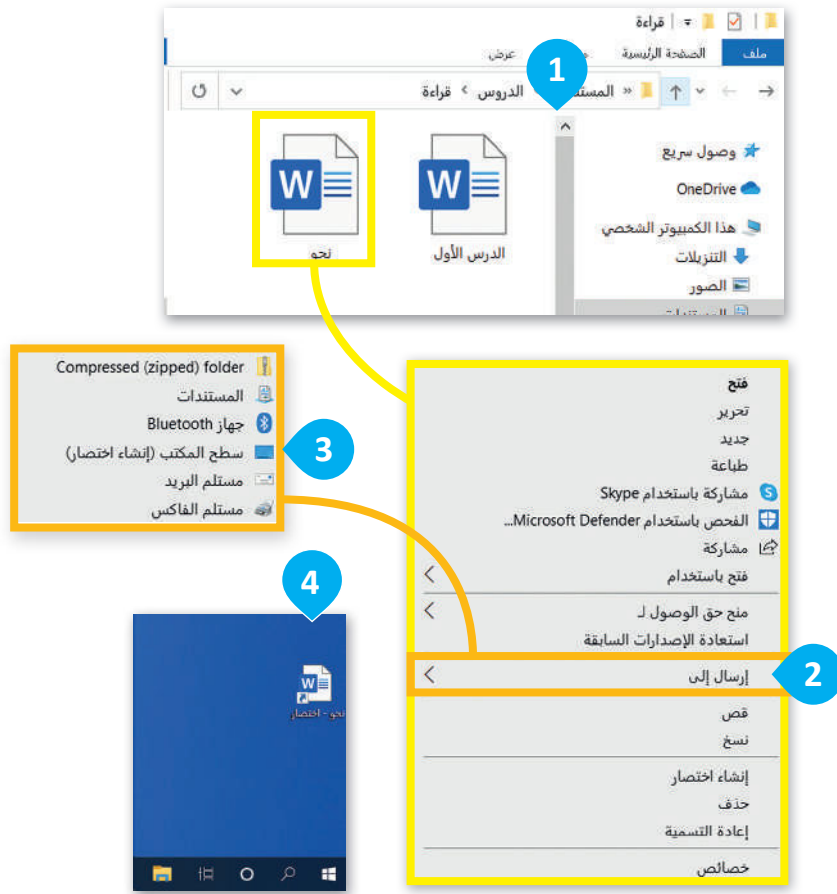 قراءة
ملف
الصفحة الرئيسية
عرض
1
« المستند
الدروس › قراءة
وصول سريع
OneDrive
هذا الكمبيوتر الشخصي
التنزيلات
الصور
W
الدرس الأول
W
نحو
Compressed (zipped) folder
المستندات
جهاز Bluetooth
سطح المكتب (إنشاء اختصار)
مستلم البريد
مستلم الفاكس
3
فتح
تحرير
جديد
طباعة
مشاركة باستخدام Skype
الفحص باستخدام Microsoft Defender...
مشاركة
فتح باستخدام
منح حق الوصول لـ
استعادة الإصدارات السابقة
إرسال إلى
2
قص
نسخ
إنشاء اختصار
حذف
إعادة التسمية
خصائص
4
W
نحو - اختصار